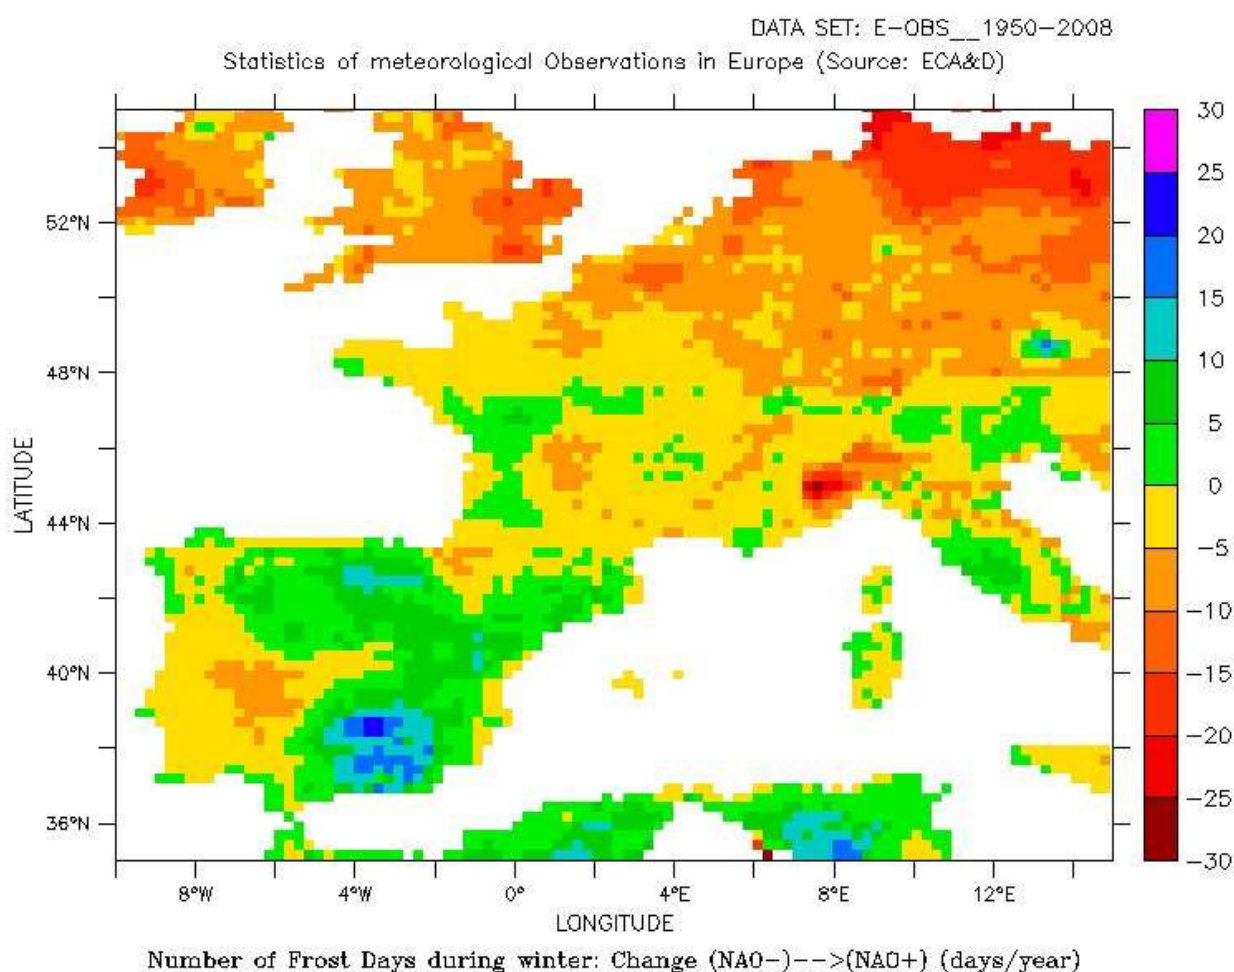 DATA SET: E-OBS__1950-2008
Statistics of meteorological Observations in Europe (Source: ECA&D)
30
25
20
15
10
5
0
-5
-10
-15
-20
-25
-30
52°N
48°N
44°N
40°N
36°N
LATITUDE
8°W 4°W 0° 4°E 8°E 12°E
LONGITUDE
Number of Frost Days during winter: Change (NAO-)-->(NAO+) (days/year)